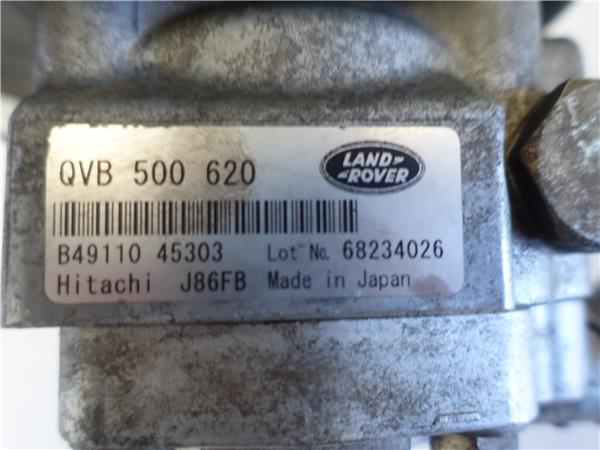 QVB 500 620
LAND-
-ROVER
B49110 45303 Lot No. 68234026
Hitachi J86FB Made in Japan